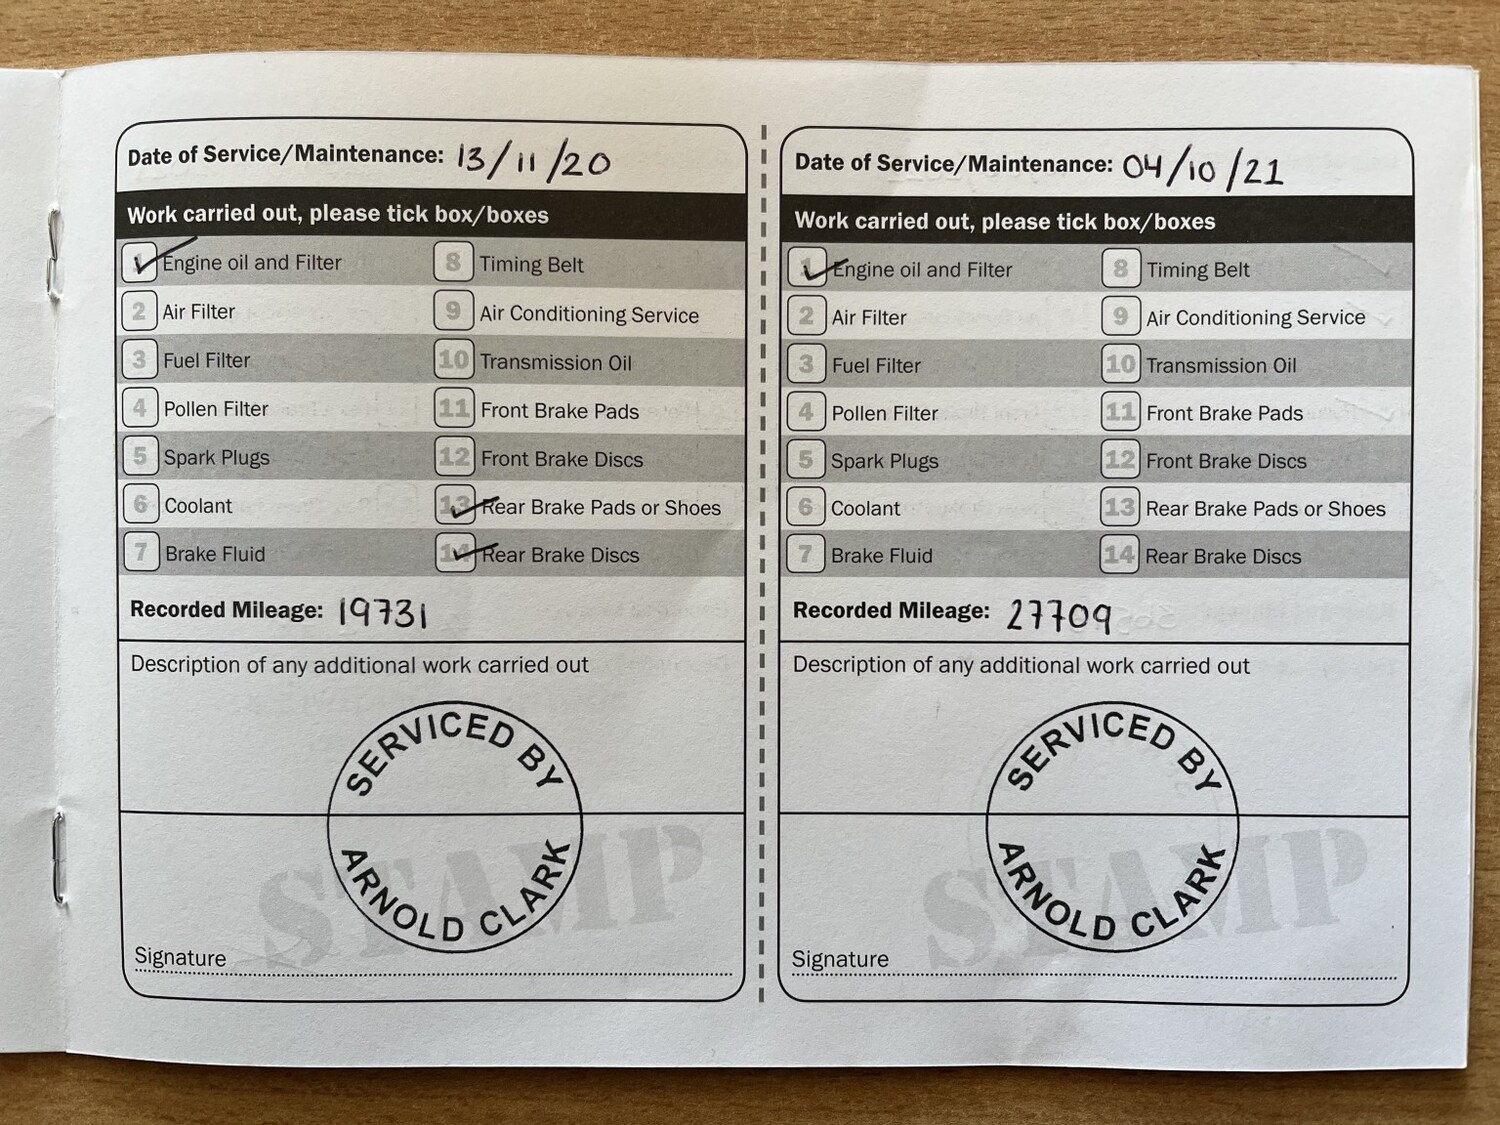 Date of Service/Maintenance: 13/11/20
Work carried out, please tick box/boxes
1 Engine oil and Filter
2 Air Filter
3 Fuel Filter
4 Pollen Filter
5 Spark Plugs
6 Coolant
7 Brake Fluid
8 Timing Belt
9 Air Conditioning Service
10 Transmission Oil
11 Front Brake Pads
12 Front Brake Discs
13 Rear Brake Pads or Shoes
14 Rear Brake Discs
Recorded Mileage: 19731
Description of any additional work carried out
SERVICED BY
ARNOLD CLARK
STAMP
Signature
Date of Service/Maintenance: 04/10/21
Work carried out, please tick box/boxes
1 Engine oil and Filter
2 Air Filter
3 Fuel Filter
4 Pollen Filter
5 Spark Plugs
6 Coolant
7 Brake Fluid
8 Timing Belt
9 Air Conditioning Service
10 Transmission Oil
11 Front Brake Pads
12 Front Brake Discs
13 Rear Brake Pads or Shoes
14 Rear Brake Discs
Recorded Mileage: 27709
Description of any additional work carried out
SERVICED BY
ARNOLD CLARK
STAMP
Signature